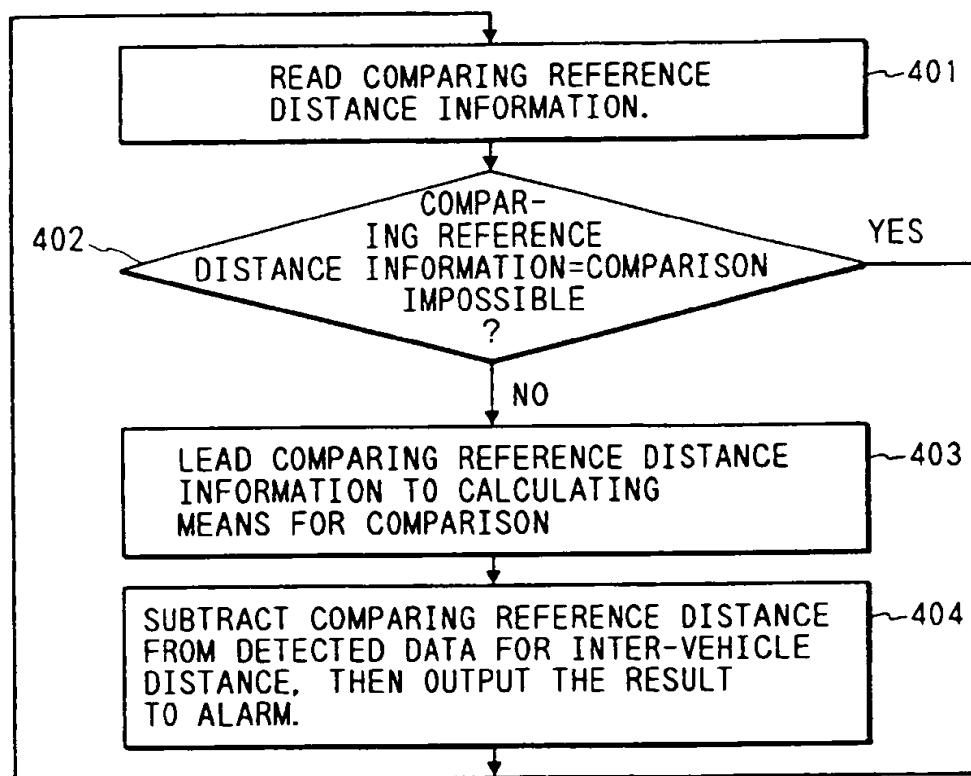 READ COMPARING REFERENCE
DISTANCE INFORMATION.
401
COMPAR-
ING REFERENCE
DISTANCE INFORMATION=COMPARISON
IMPOSSIBLE
?
402
YES
NO
LEAD COMPARING REFERENCE DISTANCE
INFORMATION TO CALCULATING
MEANS FOR COMPARISON
403
SUBTRACT COMPARING REFERENCE DISTANCE
FROM DETECTED DATA FOR INTER-VEHICLE
DISTANCE, THEN OUTPUT THE RESULT
TO ALARM.
404